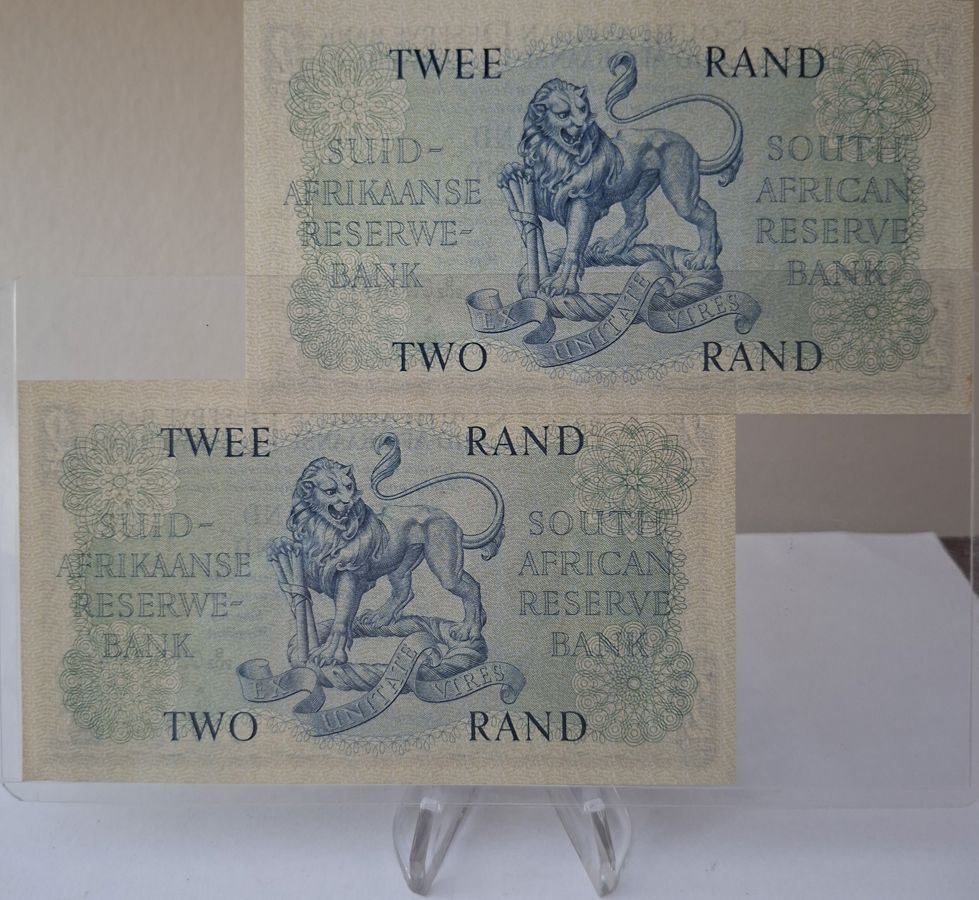 TWEE RAND
SUID-
AFRIKAANSE
RESERWE-
BANK
SOUTH
AFRICAN
RESERVE
BANK
EX UNITATE VIRES
TWO RAND
TWEE RAND
SUID-
AFRIKAANSE
RESERWE-
BANK
SOUTH
AFRICAN
RESERVE
BANK
EX UNITATE VIRES
TWO RAND